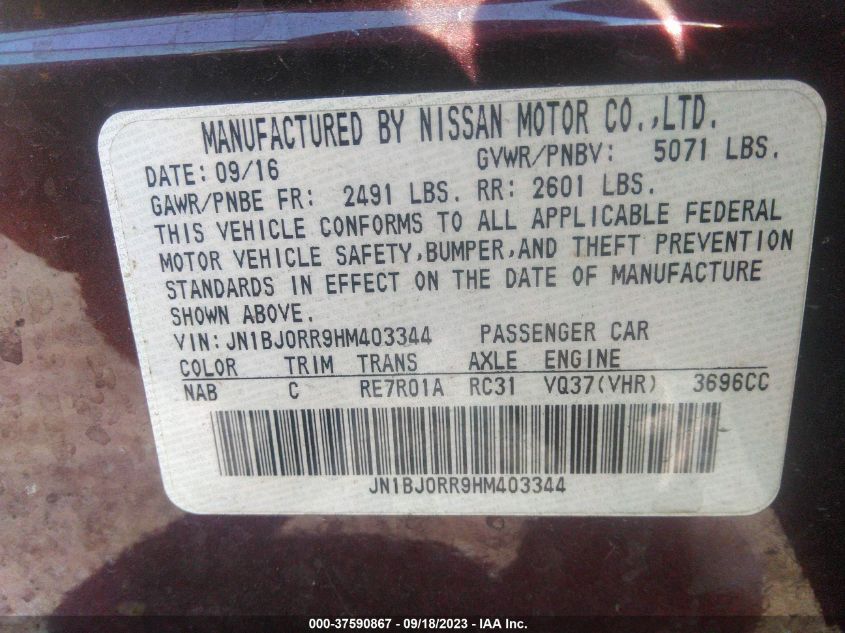 MANUFACTURED BY NISSAN MOTOR CO.,LTD.
DATE: 09/16 GVWR/PNBV: 5071 LBS.
GAWR/PNBE FR: 2491 LBS. RR: 2601 LBS.
THIS VEHICLE CONFORMS TO ALL APPLICABLE FEDERAL
MOTOR VEHICLE SAFETY,BUMPER,AND THEFT PREVENTION
STANDARDS IN EFFECT ON THE DATE OF MANUFACTURE
SHOWN ABOVE.
VIN: JN1BJ0RR9HM403344 PASSENGER CAR
COLOR TRIM TRANS AXLE ENGINE
NAB C RE7R01A RC31 VQ37(VHR) 3696CC
JN1BJ0RR9HM403344
000-37590867 - 09/18/2023 - IAA Inc.